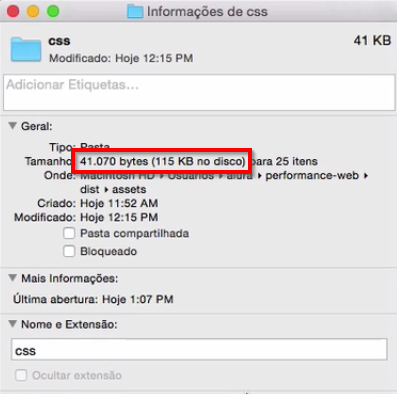 Informações de css
css
41 KB
Modificado: Hoje 12:15 PM
Adicionar Etiquetas...
Geral:
Tipo: Pasta
Tamanho: 41.070 bytes (115 KB no disco) para 25 itens
Onde: Macintosh HD ▸ Usuários ▸ alura ▸ performance-web ▸
dist ▸ assets
Criado: Hoje 11:52 AM
Modificado: Hoje 12:15 PM
Pasta compartilhada
Bloqueado
Mais Informações:
Última abertura: Hoje 1:07 PM
Nome e Extensão:
css
Ocultar extensão